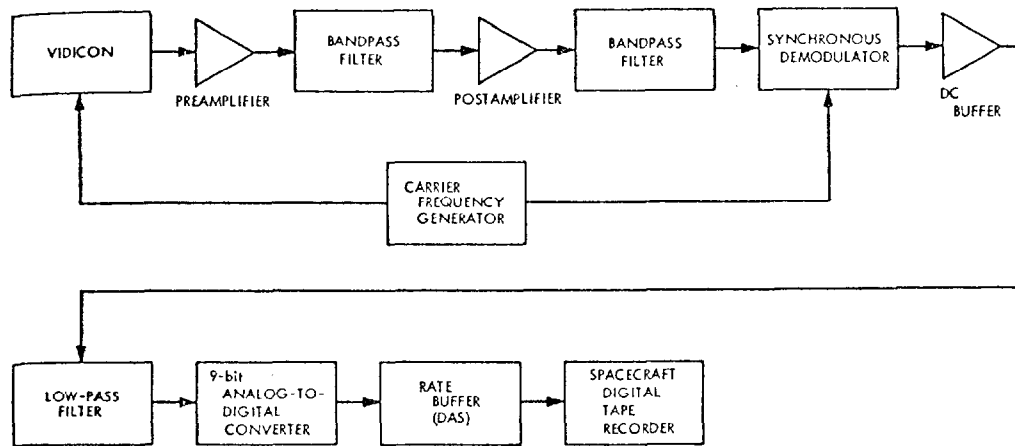 VIDICON
PREAMPLIFIER
BANDPASS
FILTER
POSTAMPLIFIER
BANDPASS
FILTER
SYNCHRONOUS
DEMODULATOR
DC
BUFFER
CARRIER
FREQUENCY
GENERATOR
LOW-PASS
FILTER
9-bit
ANALOG-TO-
DIGITAL
CONVERTER
RATE
BUFFER
(DAS)
SPACECRAFT
DIGITAL
TAPE
RECORDER